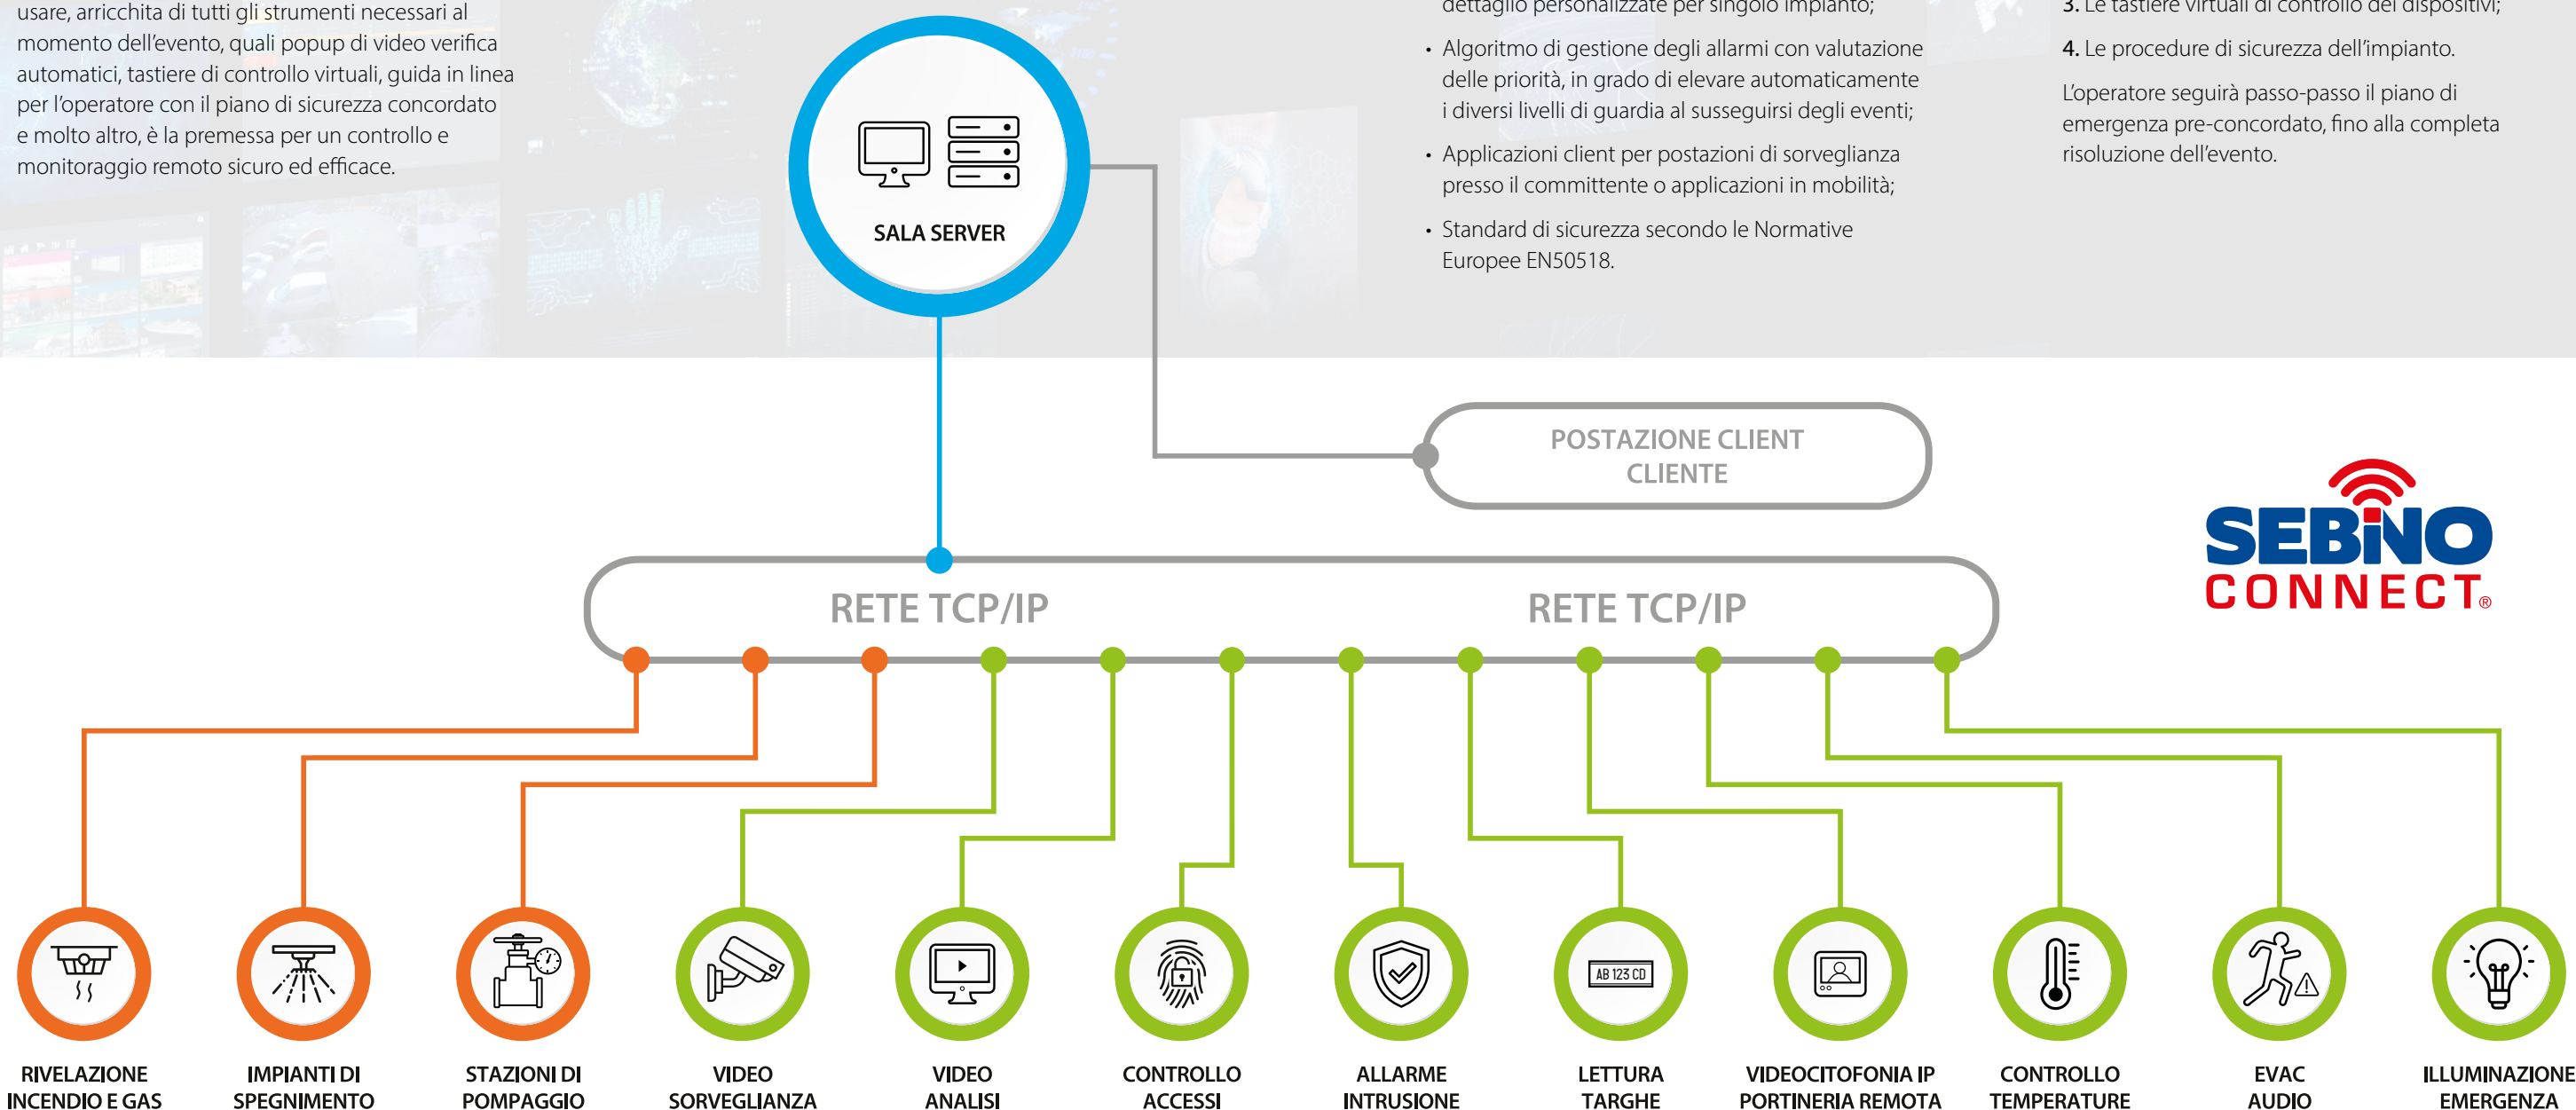 usare, arricchita di tutti gli strumenti necessari al
momento dell’evento, quali popup di video verifica
automatici, tastiere di controllo virtuali, guida in linea
per l’operatore con il piano di sicurezza concordato
e molto altro, è la premessa per un controllo e
monitoraggio remoto sicuro ed efficace.
SALA SERVER
dettaglio personalizzate per singolo impianto;
• Algoritmo di gestione degli allarmi con valutazione
delle priorità, in grado di elevare automaticamente
i diversi livelli di guardia al susseguirsi degli eventi;
• Applicazioni client per postazioni di sorveglianza
presso il committente o applicazioni in mobilità;
• Standard di sicurezza secondo le Normative
Europee EN50518.
3. Le tastiere virtuali di controllo dei dispositivi;
4. Le procedure di sicurezza dell’impianto.
L’operatore seguirà passo-passo il piano di
emergenza pre-concordato, fino alla completa
risoluzione dell’evento.
POSTAZIONE CLIENT
CLIENTE
SEBINO
CONNECT®
RETE TCP/IP
RETE TCP/IP
AB 123 CD
RIVELAZIONE
INCENDIO E GAS
IMPIANTI DI
SPEGNIMENTO
STAZIONI DI
POMPAGGIO
VIDEO
SORVEGLIANZA
VIDEO
ANALISI
CONTROLLO
ACCESSI
ALLARME
INTRUSIONE
LETTURA
TARGHE
VIDEOCITOFONIA IP
PORTINERIA REMOTA
CONTROLLO
TEMPERATURE
EVAC
AUDIO
ILLUMINAZIONE
EMERGENZA